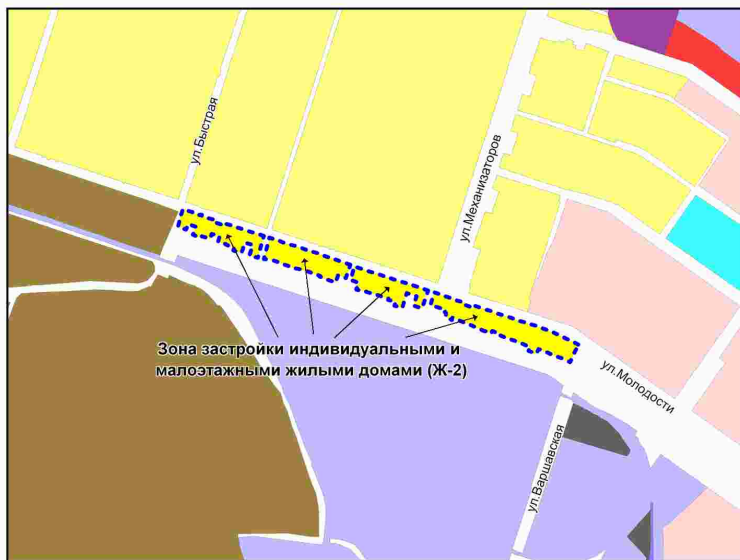 ул.Быстрая
ул.Механизаторов
Зона застройки индивидуальными и
малоэтажными жилыми домами (Ж-2)
ул.Молодости
ул.Варшавская